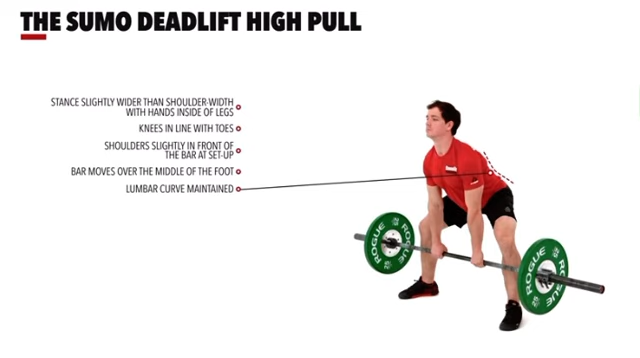 THE SUMO DEADLIFT HIGH PULL
STANCE SLIGHTLY WIDER THAN SHOULDER-WIDTH
WITH HANDS INSIDE OF LEGS
KNEES IN LINE WITH TOES
SHOULDERS SLIGHTLY IN FRONT OF
THE BAR AT SET-UP
BAR MOVES OVER THE MIDDLE OF THE FOOT
LUMBAR CURVE MAINTAINED
ROGUE
ROGUE
ROGUE
ROGUE